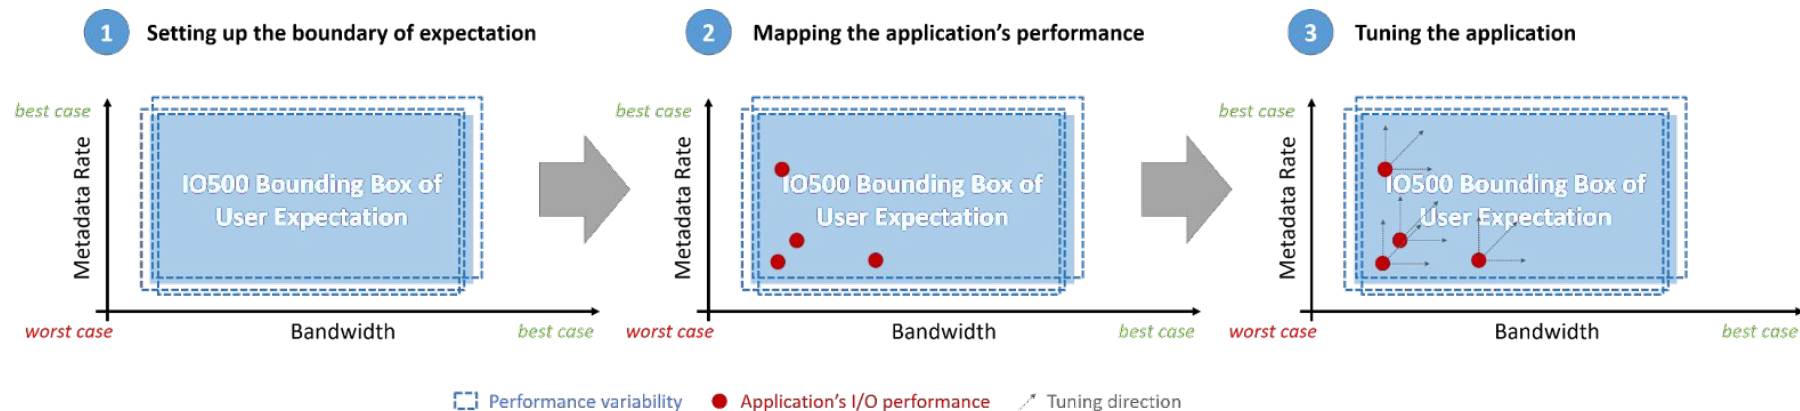 1 Setting up the boundary of expectation
best case
Metadata Rate
IO500 Bounding Box of
User Expectation
worst case
Bandwidth
best case
2 Mapping the application's performance
best case
Metadata Rate
IO500 Bounding Box of
User Expectation
worst case
Bandwidth
best case
3 Tuning the application
best case
Metadata Rate
IO500 Bounding Box of
User Expectation
worst case
Bandwidth
best case
Performance variability
Application's I/O performance
Tuning direction